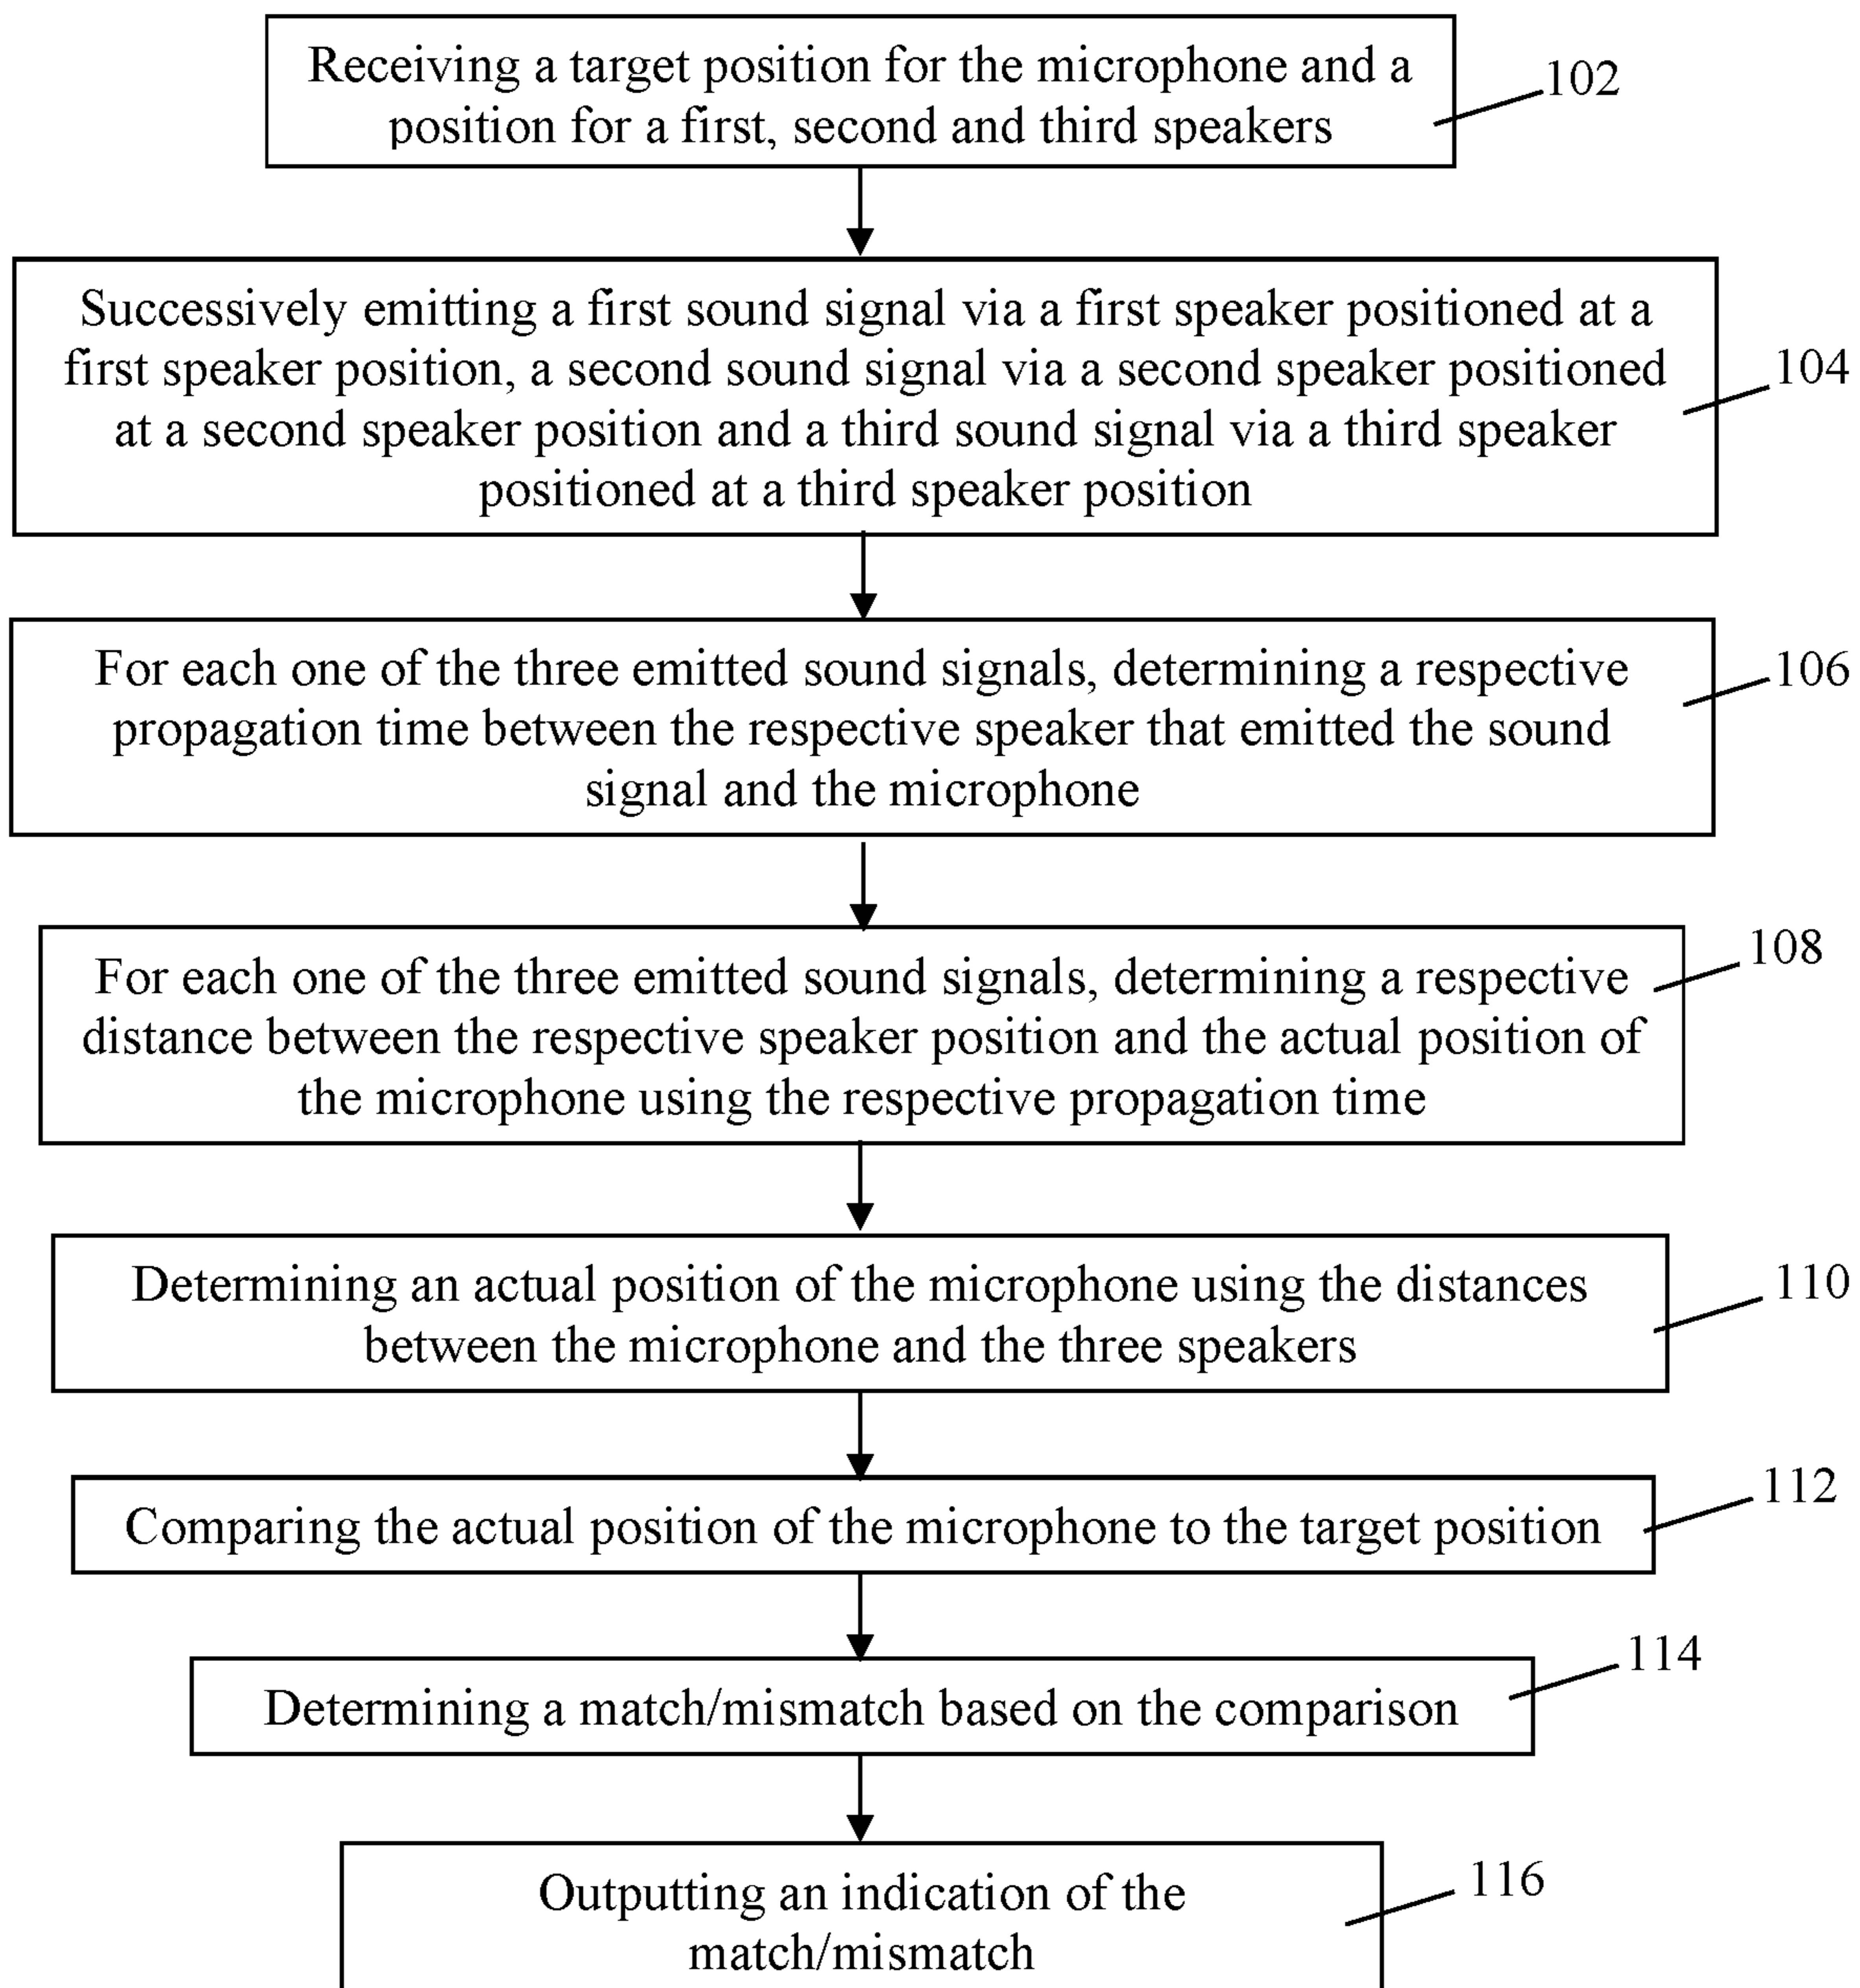 Receiving a target position for the microphone and a
position for a first, second and third speakers
102
Successively emitting a first sound signal via a first speaker positioned at a
first speaker position, a second sound signal via a second speaker positioned
at a second speaker position and a third sound signal via a third speaker
positioned at a third speaker position
104
For each one of the three emitted sound signals, determining a respective
propagation time between the respective speaker that emitted the sound
signal and the microphone
106
For each one of the three emitted sound signals, determining a respective
distance between the respective speaker position and the actual position of
the microphone using the respective propagation time
108
Determining an actual position of the microphone using the distances
between the microphone and the three speakers
110
Comparing the actual position of the microphone to the target position
112
Determining a match/mismatch based on the comparison
114
Outputting an indication of the
match/mismatch
116